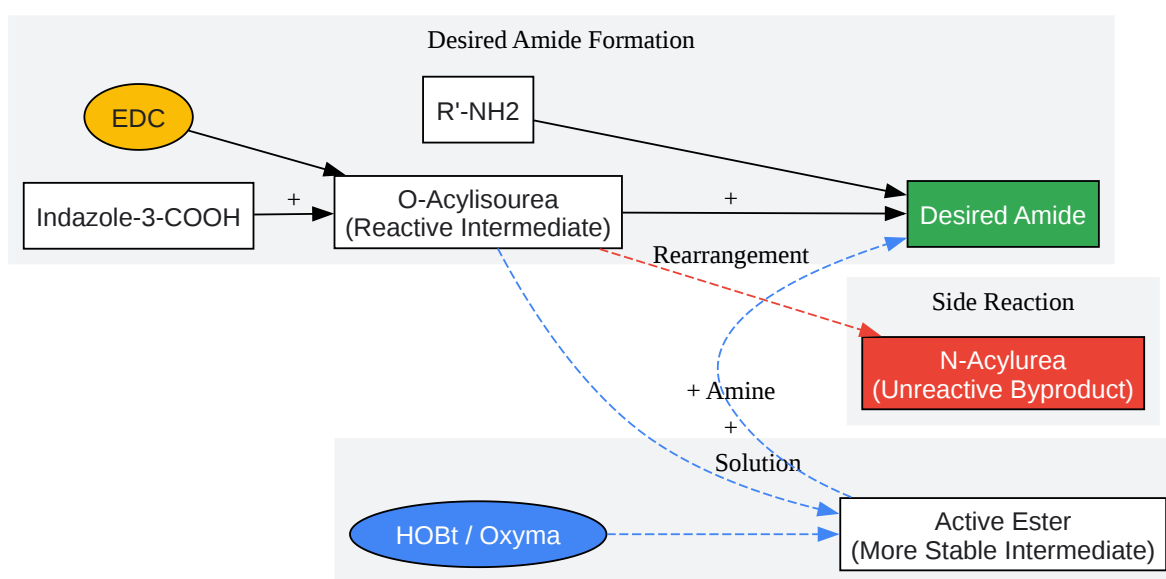 Desired Amide Formation
EDC
R'-NH2
Indazole-3-COOH
+
O-Acylisourea
(Reactive Intermediate)
+
Desired Amide
Rearrangement
Side Reaction
N-Acylurea
(Unreactive Byproduct)
+ Amine
+
Solution
HOBt / Oxyma
Active Ester
(More Stable Intermediate)